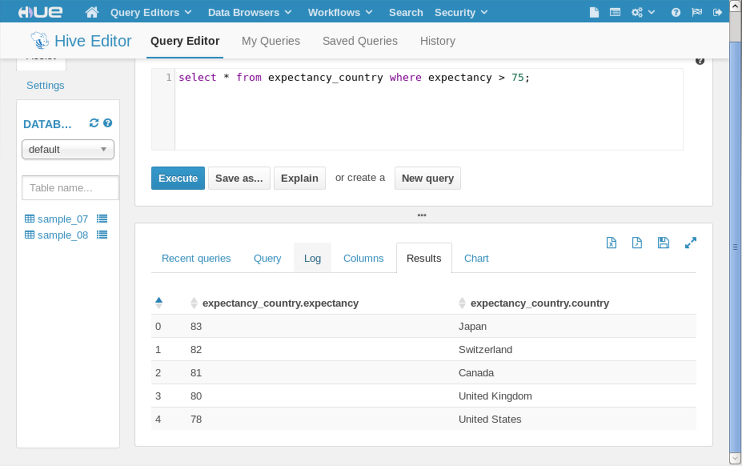 HUE Query Editors Data Browsers Workflows Search Security
Hive Editor Query Editor My Queries Saved Queries History
Assist
Settings
DATAB...
default
Table name...
sample_07
sample_08
1 select * from expectancy_country where expectancy > 75;
Execute Save as... Explain or create a New query
Recent queries Query Log Columns Results Chart
expectancy_country.expectancy expectancy_country.country
0 83 Japan
1 82 Switzerland
2 81 Canada
3 80 United Kingdom
4 78 United States